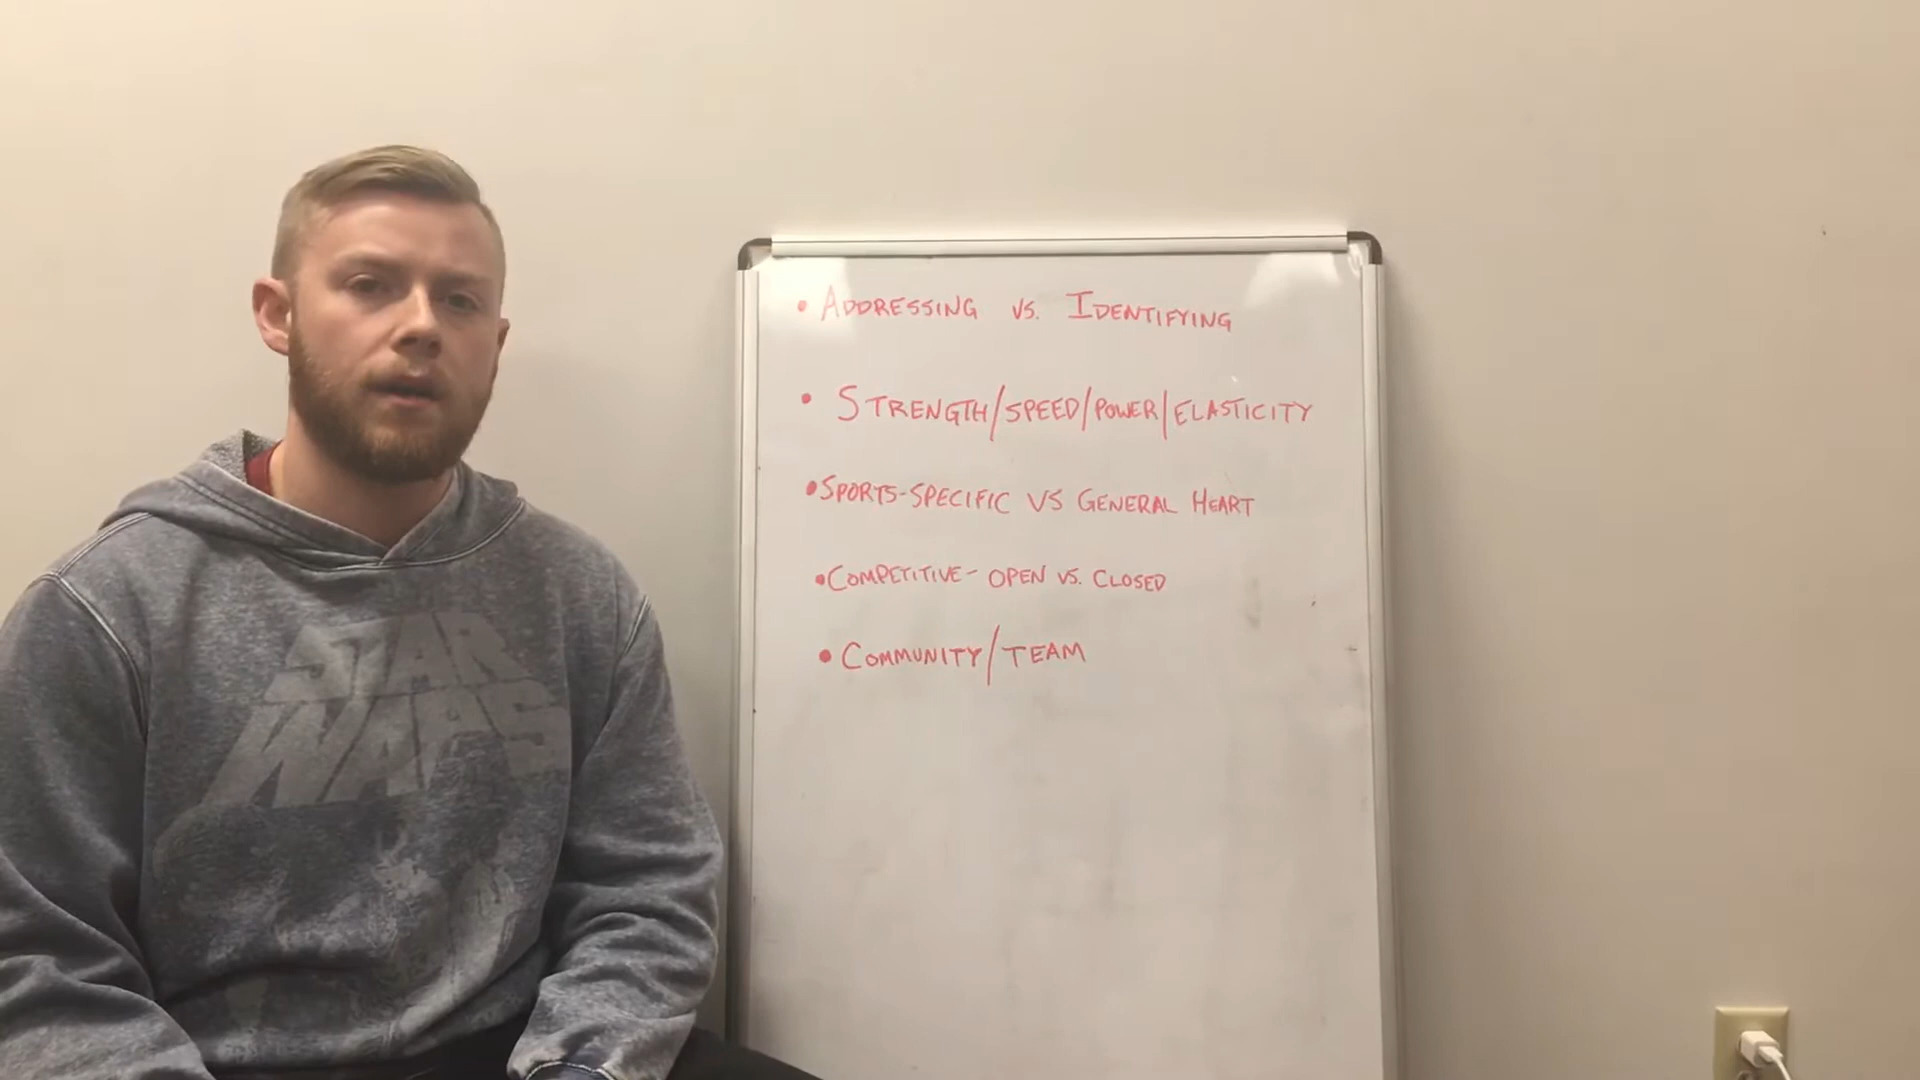 STAR
WARS
• ADDRESSING VS. IDENTIFYING
• STRENGTH/SPEED/POWER/ELASTICITY
• SPORTS-SPECIFIC VS GENERAL HEART
• COMPETITIVE- OPEN VS. CLOSED
• COMMUNITY/TEAM